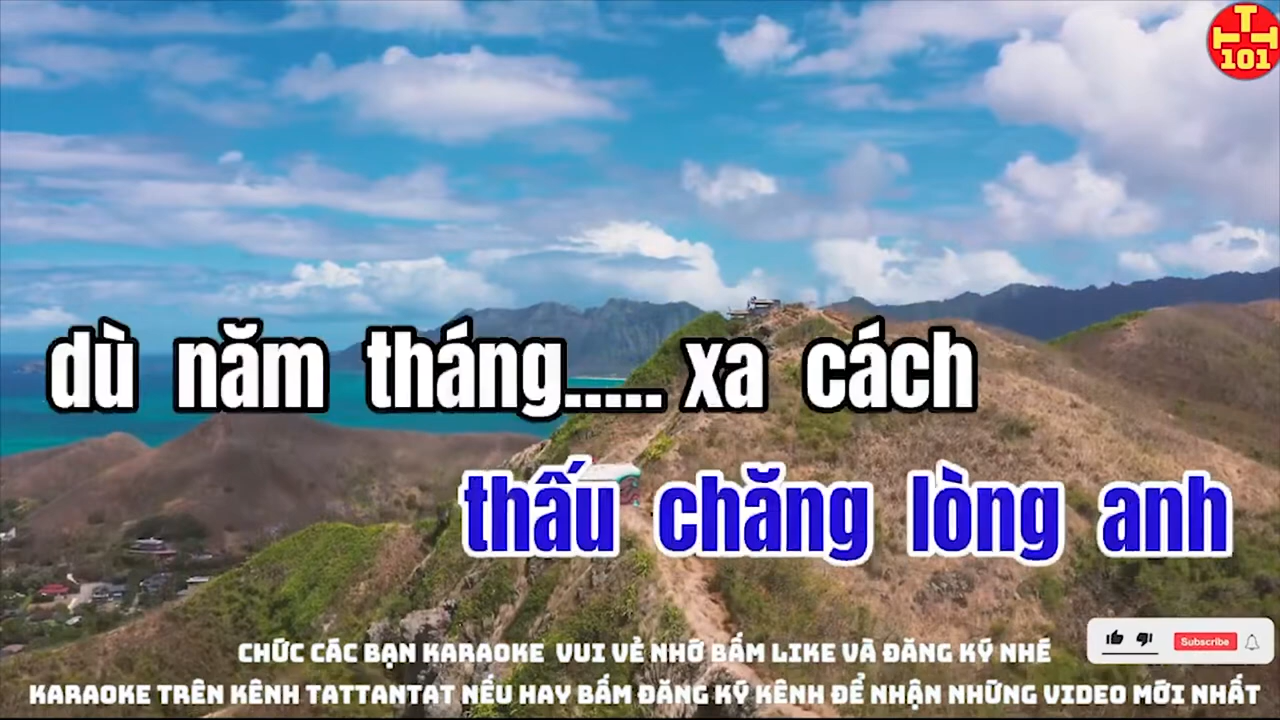 TTH
101
dù năm tháng..... xa cách
thấu chăng lòng anh
Subscribe
CHỨC CÁC BẠN KARAOKE VUI VẺ NHỚ BẤM LIKE VÀ ĐĂNG KÝ NHÉ
KARAOKE TRÊN KÊNH TATTANTAT NẾU HAY BẤM ĐĂNG KÝ KÊNH ĐỂ NHẬN NHỮNG VIDEO MỚI NHẤT